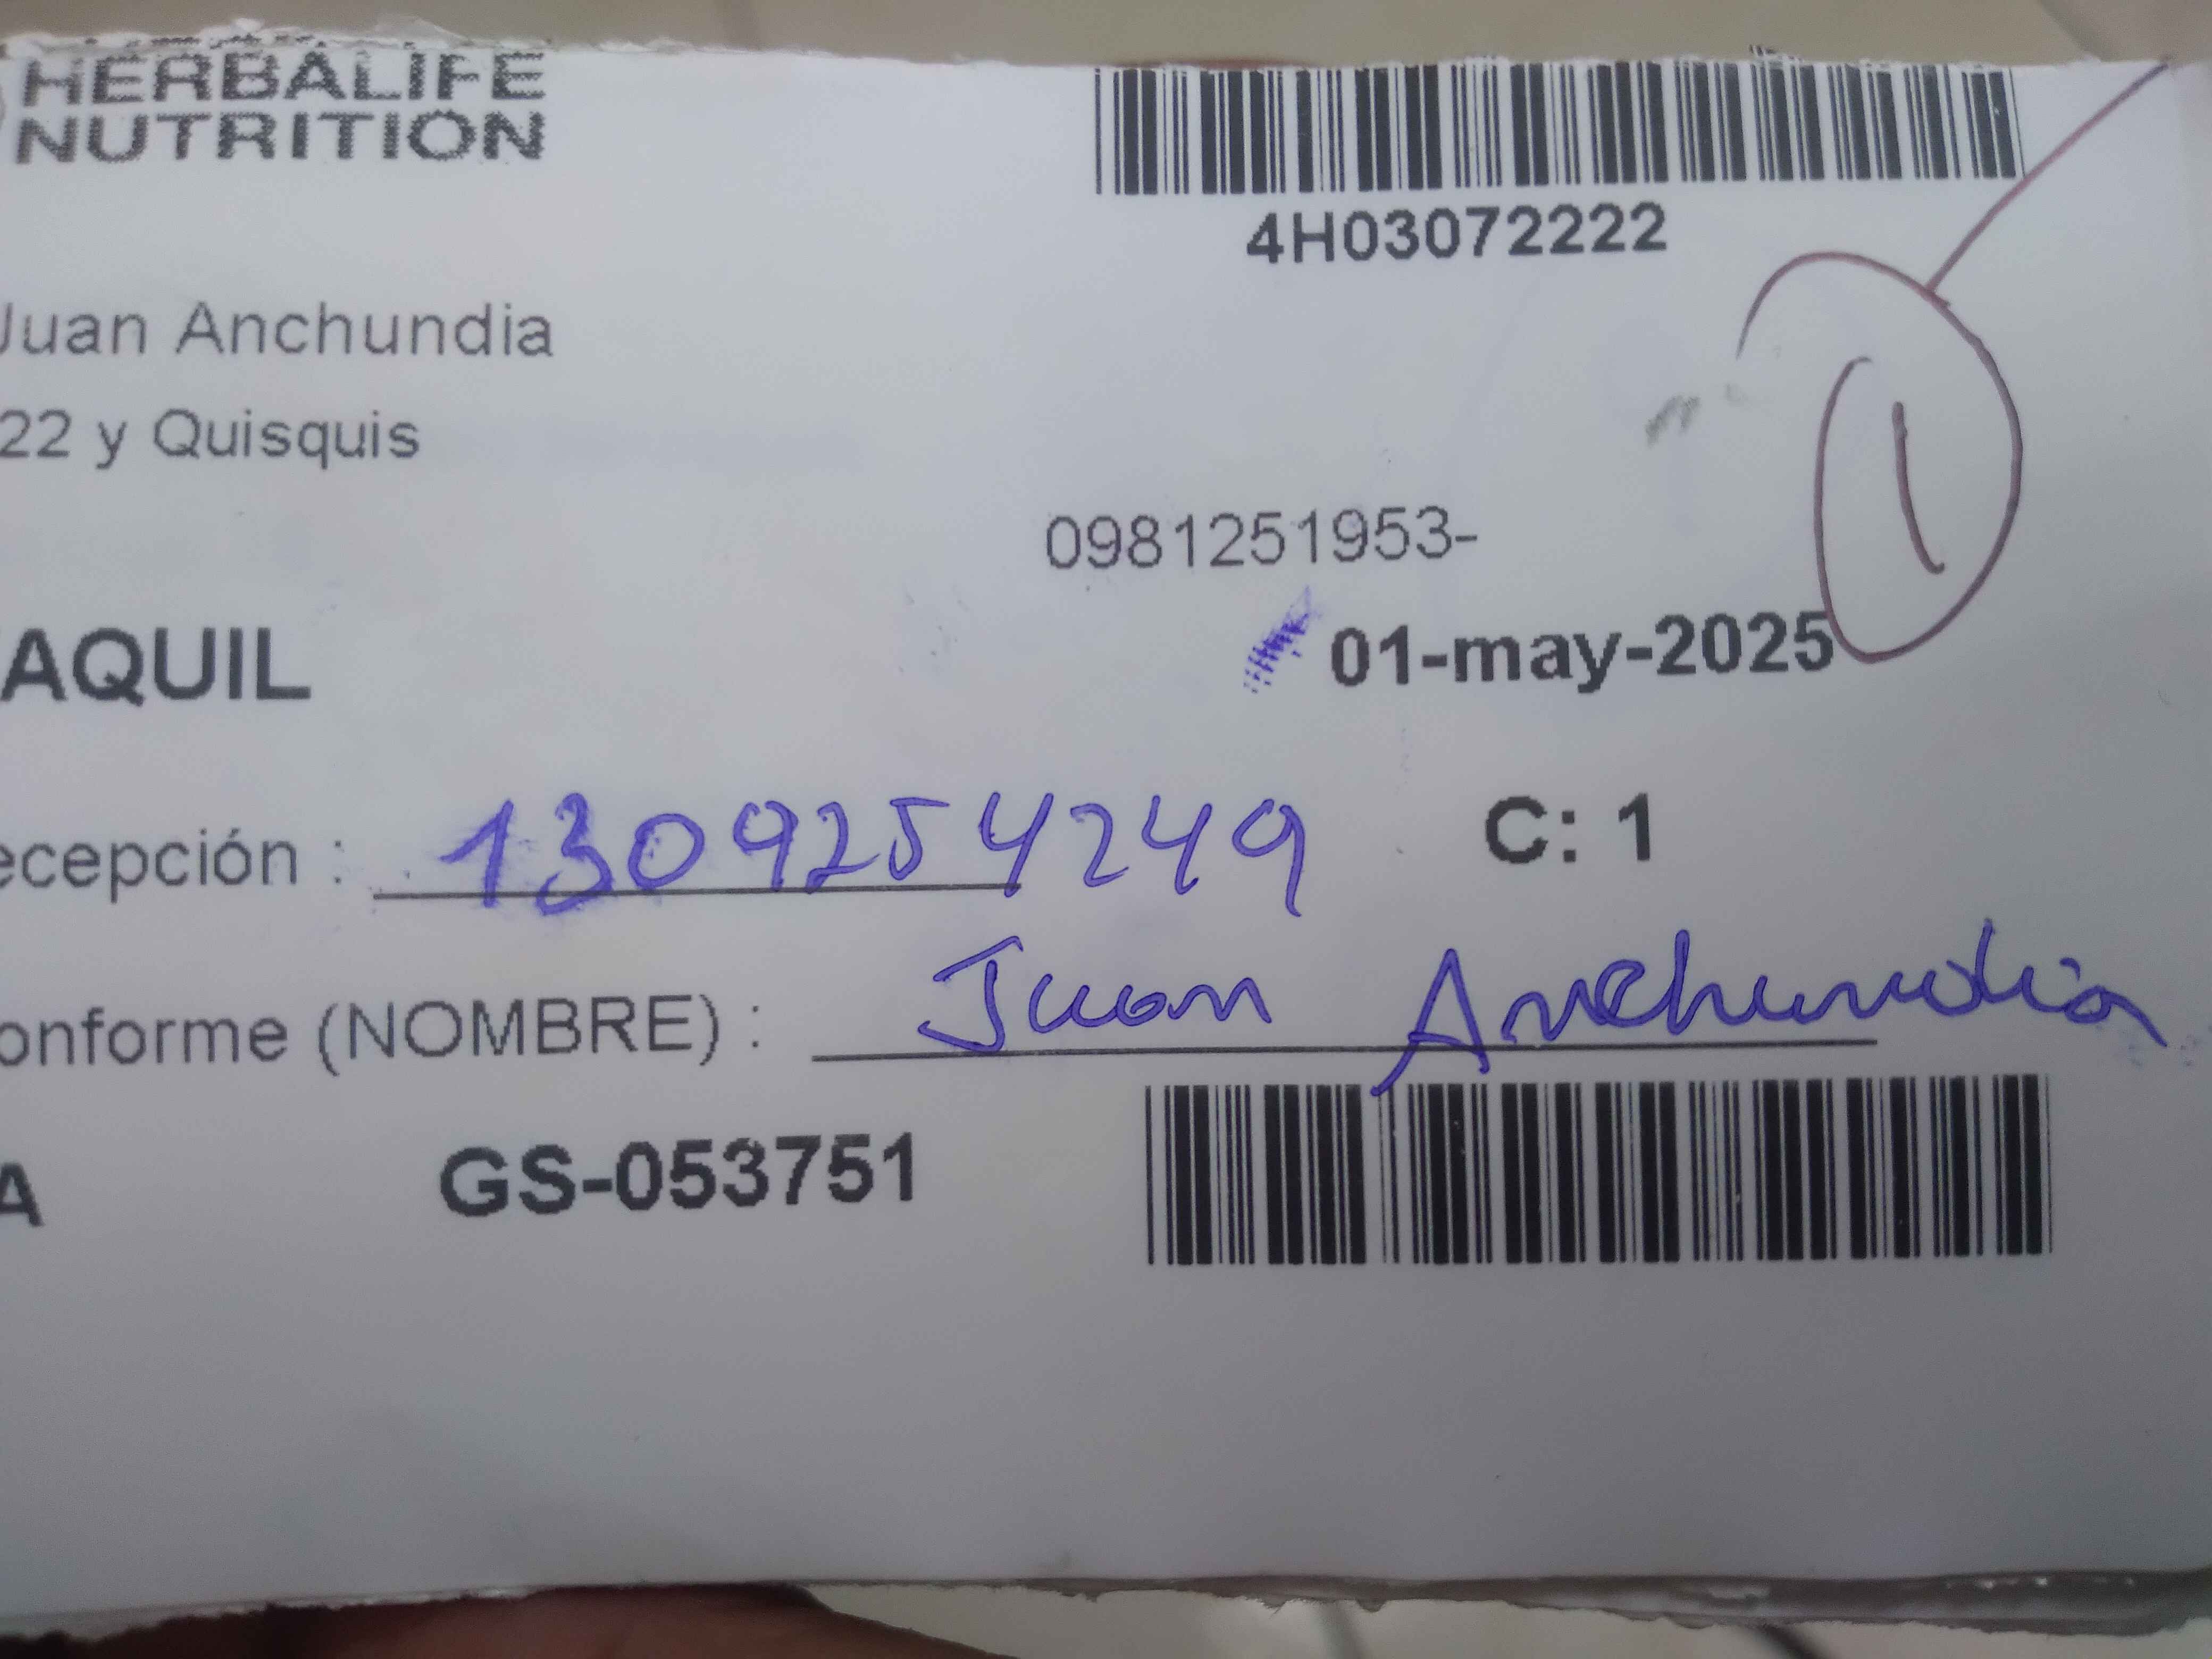 HERBALIFE
NUTRITION
4H03072222
Juan Anchundia
22 y Quisquis
1
0981251953-
AQUIL
01-may-2025
ecepción : 1309254249 C: 1
onforme (NOMBRE) : Juan Anchundia
A GS-053751